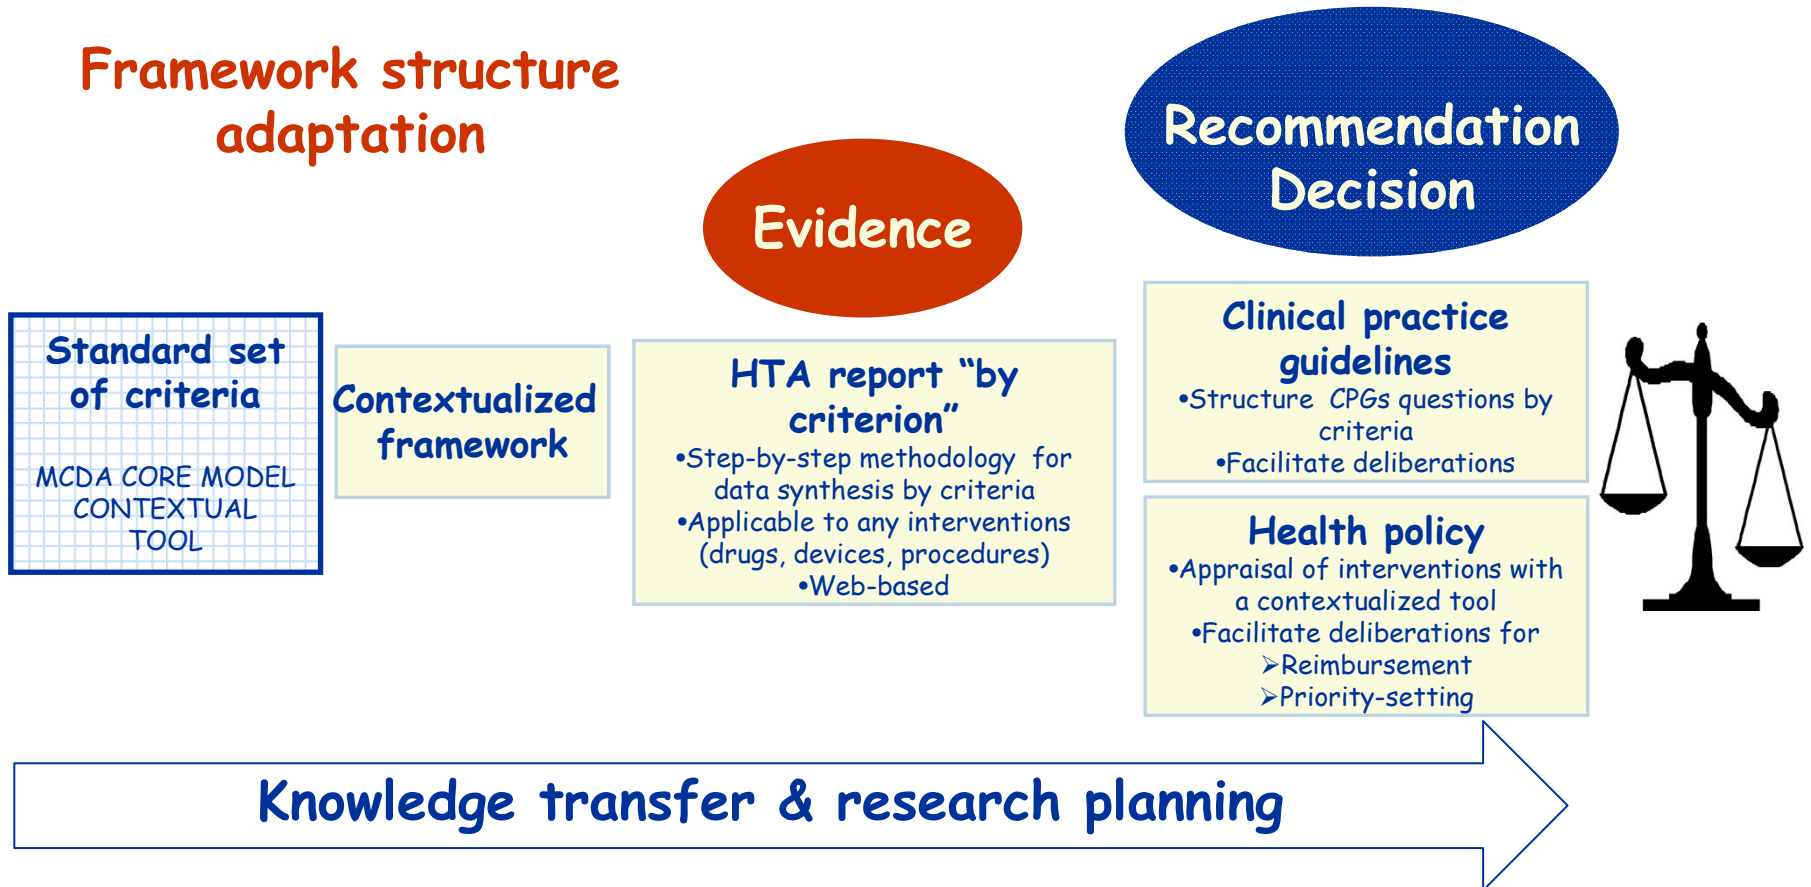 Framework structure
adaptation
Evidence
Recommendation
Decision
Standard set
of criteria
MCDA CORE MODEL
CONTEXTUAL
TOOL
Contextualized
framework
HTA report “by
criterion”
•Step-by-step methodology for
data synthesis by criteria
•Applicable to any interventions
(drugs, devices, procedures)
•Web-based
Clinical practice
guidelines
•Structure CPGs questions by
criteria
•Facilitate deliberations
Health policy
•Appraisal of interventions with
a contextualized tool
•Facilitate deliberations for
➢Reimbursement
➢Priority-setting
Knowledge transfer & research planning